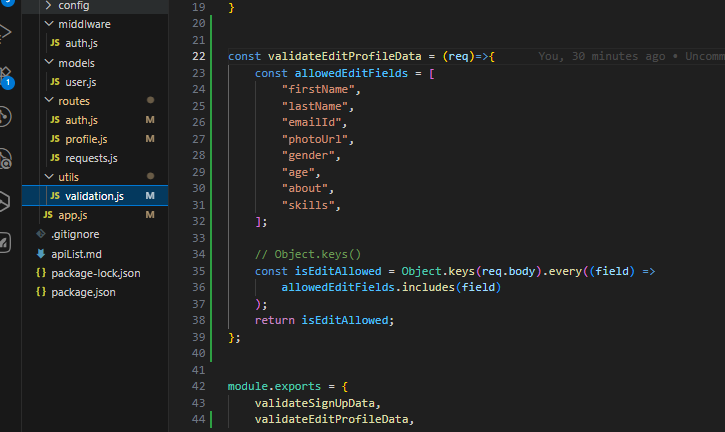 config
middlware
JS auth.js
models
JS user.js
routes
JS auth.js M
JS profile.js M
JS requests.js
utils
JS validation.js M
JS app.js M
.gitignore
apiList.md
{} package-lock.json
{} package.json
1
19 }
20
21
22 const validateEditProfileData = (req)=>{ You, 30 minutes ago • Uncomm
23 const allowedEditFields = [
24 "firstName",
25 "lastName",
26 "emailId",
27 "photoUrl",
28 "gender",
29 "age",
30 "about",
31 "skills",
32 ];
33
34 // Object.keys()
35 const isEditAllowed = Object.keys(req.body).every((field) =>
36 allowedEditFields.includes(field)
37 );
38 return isEditAllowed;
39 };
40
41
42 module.exports = {
43 validateSignUpData,
44 validateEditProfileData,